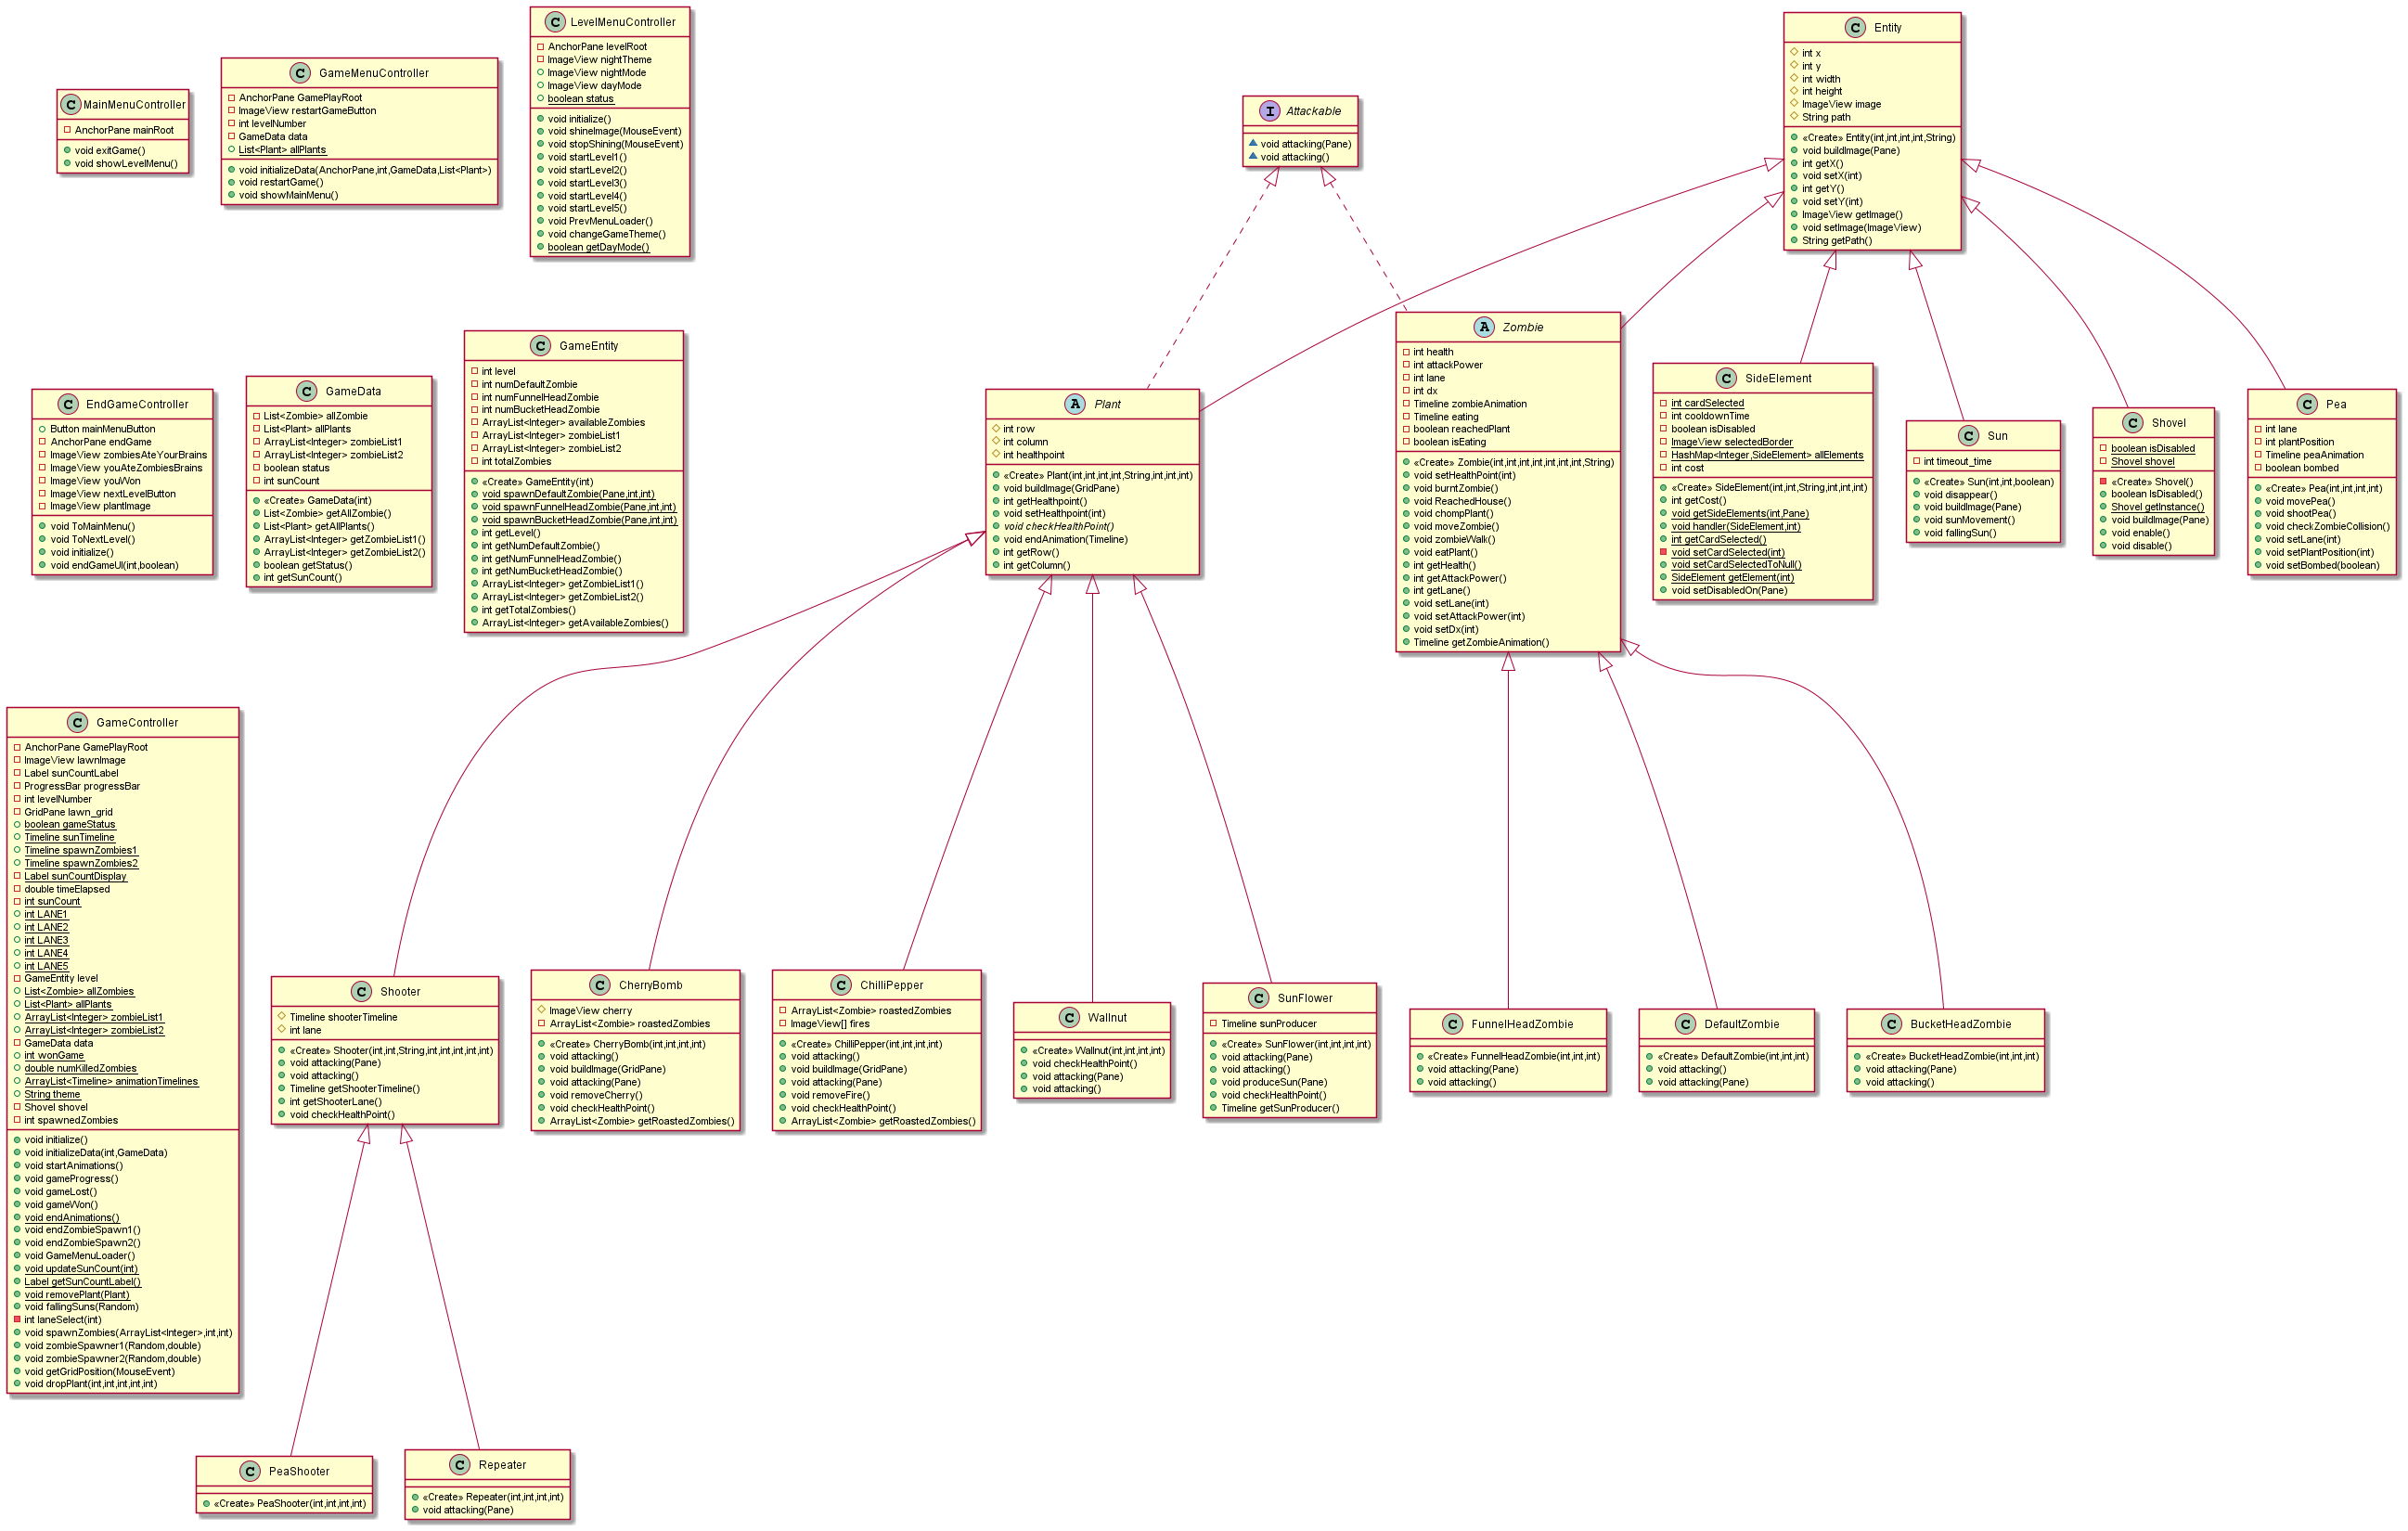 C MainMenuController
AnchorPane mainRoot
void exitGame()
void showLevelMenu()
C GameMenuController
AnchorPane GamePlayRoot
ImageView restartGameButton
int levelNumber
GameData data
List<Plant> allPlants
void initializeData(AnchorPane,int,GameData,List<Plant>)
void restartGame()
void showMainMenu()
C LevelMenuController
AnchorPane levelRoot
ImageView nightTheme
ImageView nightMode
ImageView dayMode
boolean status
void initialize()
void shineImage(MouseEvent)
void stopShining(MouseEvent)
void startLevel1()
void startLevel2()
void startLevel3()
void startLevel4()
void startLevel5()
void PrevMenuLoader()
void changeGameTheme()
boolean getDayMode()
I Attackable
void attacking(Pane)
void attacking()
C Entity
int x
int y
int width
int height
ImageView image
String path
«Create» Entity(int,int,int,int,String)
void buildImage(Pane)
int getX()
void setX(int)
int getY()
void setY(int)
ImageView getImage()
void setImage(ImageView)
String getPath()
C EndGameController
Button mainMenuButton
AnchorPane endGame
ImageView zombiesAteYourBrains
ImageView youAteZombiesBrains
ImageView youWon
ImageView nextLevelButton
ImageView plantImage
void ToMainMenu()
void ToNextLevel()
void initialize()
void endGameUI(int,boolean)
C GameData
List<Zombie> allZombie
List<Plant> allPlants
ArrayList<Integer> zombieList1
ArrayList<Integer> zombieList2
boolean status
int sunCount
«Create» GameData(int)
List<Zombie> getAllZombie()
List<Plant> getAllPlants()
ArrayList<Integer> getZombieList1()
ArrayList<Integer> getZombieList2()
boolean getStatus()
int getSunCount()
C GameEntity
int level
int numDefaultZombie
int numFunnelHeadZombie
int numBucketHeadZombie
ArrayList<Integer> availableZombies
ArrayList<Integer> zombieList1
ArrayList<Integer> zombieList2
int totalZombies
«Create» GameEntity(int)
void spawnDefaultZombie(Pane,int,int)
void spawnFunnelHeadZombie(Pane,int,int)
void spawnBucketHeadZombie(Pane,int,int)
int getLevel()
int getNumDefaultZombie()
int getNumFunnelHeadZombie()
int getNumBucketHeadZombie()
ArrayList<Integer> getZombieList1()
ArrayList<Integer> getZombieList2()
int getTotalZombies()
ArrayList<Integer> getAvailableZombies()
A Plant
int row
int column
int healthpoint
«Create» Plant(int,int,int,int,String,int,int,int)
void buildImage(GridPane)
int getHealthpoint()
void setHealthpoint(int)
void checkHealthPoint()
void endAnimation(Timeline)
int getRow()
int getColumn()
A Zombie
int health
int attackPower
int lane
int dx
Timeline zombieAnimation
Timeline eating
boolean reachedPlant
boolean isEating
«Create» Zombie(int,int,int,int,int,int,int,String)
void setHealthPoint(int)
void burntZombie()
void ReachedHouse()
void chompPlant()
void moveZombie()
void zombieWalk()
void eatPlant()
int getHealth()
int getAttackPower()
int getLane()
void setLane(int)
void setAttackPower(int)
void setDx(int)
Timeline getZombieAnimation()
C SideElement
int cardSelected
int cooldownTime
boolean isDisabled
ImageView selectedBorder
HashMap<Integer,SideElement> allElements
int cost
«Create» SideElement(int,int,String,int,int,int)
int getCost()
void getSideElements(int,Pane)
void handler(SideElement,int)
int getCardSelected()
void setCardSelected(int)
void setCardSelectedToNull()
SideElement getElement(int)
void setDisabledOn(Pane)
C Sun
int timeout_time
«Create» Sun(int,int,boolean)
void disappear()
void buildImage(Pane)
void sunMovement()
void fallingSun()
C Shovel
boolean isDisabled
Shovel shovel
«Create» Shovel()
boolean IsDisabled()
Shovel getInstance()
void buildImage(Pane)
void enable()
void disable()
C Pea
int lane
int plantPosition
Timeline peaAnimation
boolean bombed
«Create» Pea(int,int,int,int)
void movePea()
void shootPea()
void checkZombieCollision()
void setLane(int)
void setPlantPosition(int)
void setBombed(boolean)
C GameController
AnchorPane GamePlayRoot
ImageView lawnImage
Label sunCountLabel
ProgressBar progressBar
int levelNumber
GridPane lawn_grid
boolean gameStatus
Timeline sunTimeline
Timeline spawnZombies1
Timeline spawnZombies2
Label sunCountDisplay
double timeElapsed
int sunCount
int LANE1
int LANE2
int LANE3
int LANE4
int LANE5
GameEntity level
List<Zombie> allZombies
List<Plant> allPlants
ArrayList<Integer> zombieList1
ArrayList<Integer> zombieList2
GameData data
int wonGame
double numKilledZombies
ArrayList<Timeline> animationTimelines
String theme
Shovel shovel
int spawnedZombies
void initialize()
void initializeData(int,GameData)
void startAnimations()
void gameProgress()
void gameLost()
void gameWon()
void endAnimations()
void endZombieSpawn1()
void endZombieSpawn2()
void GameMenuLoader()
void updateSunCount(int)
Label getSunCountLabel()
void removePlant(Plant)
void fallingSuns(Random)
int laneSelect(int)
void spawnZombies(ArrayList<Integer>,int,int)
void zombieSpawner1(Random,double)
void zombieSpawner2(Random,double)
void getGridPosition(MouseEvent)
void dropPlant(int,int,int,int,int)
C Shooter
Timeline shooterTimeline
int lane
«Create» Shooter(int,int,String,int,int,int,int,int)
void attacking(Pane)
void attacking()
Timeline getShooterTimeline()
int getShooterLane()
void checkHealthPoint()
C CherryBomb
ImageView cherry
ArrayList<Zombie> roastedZombies
«Create» CherryBomb(int,int,int,int)
void attacking()
void buildImage(GridPane)
void attacking(Pane)
void removeCherry()
void checkHealthPoint()
ArrayList<Zombie> getRoastedZombies()
C ChilliPepper
ArrayList<Zombie> roastedZombies
ImageView[] fires
«Create» ChilliPepper(int,int,int,int)
void attacking()
void buildImage(GridPane)
void attacking(Pane)
void removeFire()
void checkHealthPoint()
ArrayList<Zombie> getRoastedZombies()
C Wallnut
«Create» Wallnut(int,int,int,int)
void checkHealthPoint()
void attacking(Pane)
void attacking()
C SunFlower
Timeline sunProducer
«Create» SunFlower(int,int,int,int)
void attacking(Pane)
void attacking()
void produceSun(Pane)
void checkHealthPoint()
Timeline getSunProducer()
C FunnelHeadZombie
«Create» FunnelHeadZombie(int,int,int)
void attacking(Pane)
void attacking()
C DefaultZombie
«Create» DefaultZombie(int,int,int)
void attacking()
void attacking(Pane)
C BucketHeadZombie
«Create» BucketHeadZombie(int,int,int)
void attacking(Pane)
void attacking()
C PeaShooter
«Create» PeaShooter(int,int,int,int)
C Repeater
«Create» Repeater(int,int,int,int)
void attacking(Pane)